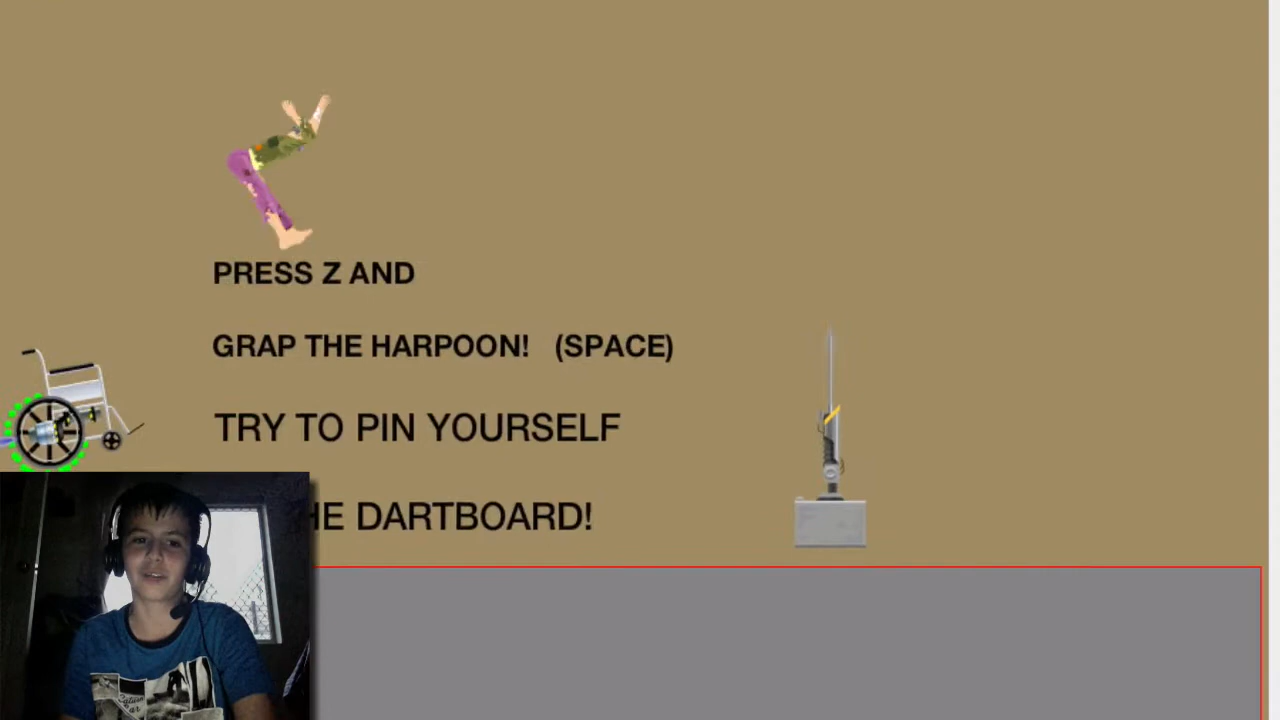 PRESS Z AND
GRAP THE HARPOON! (SPACE)
TRY TO PIN YOURSELF
HE DARTBOARD!